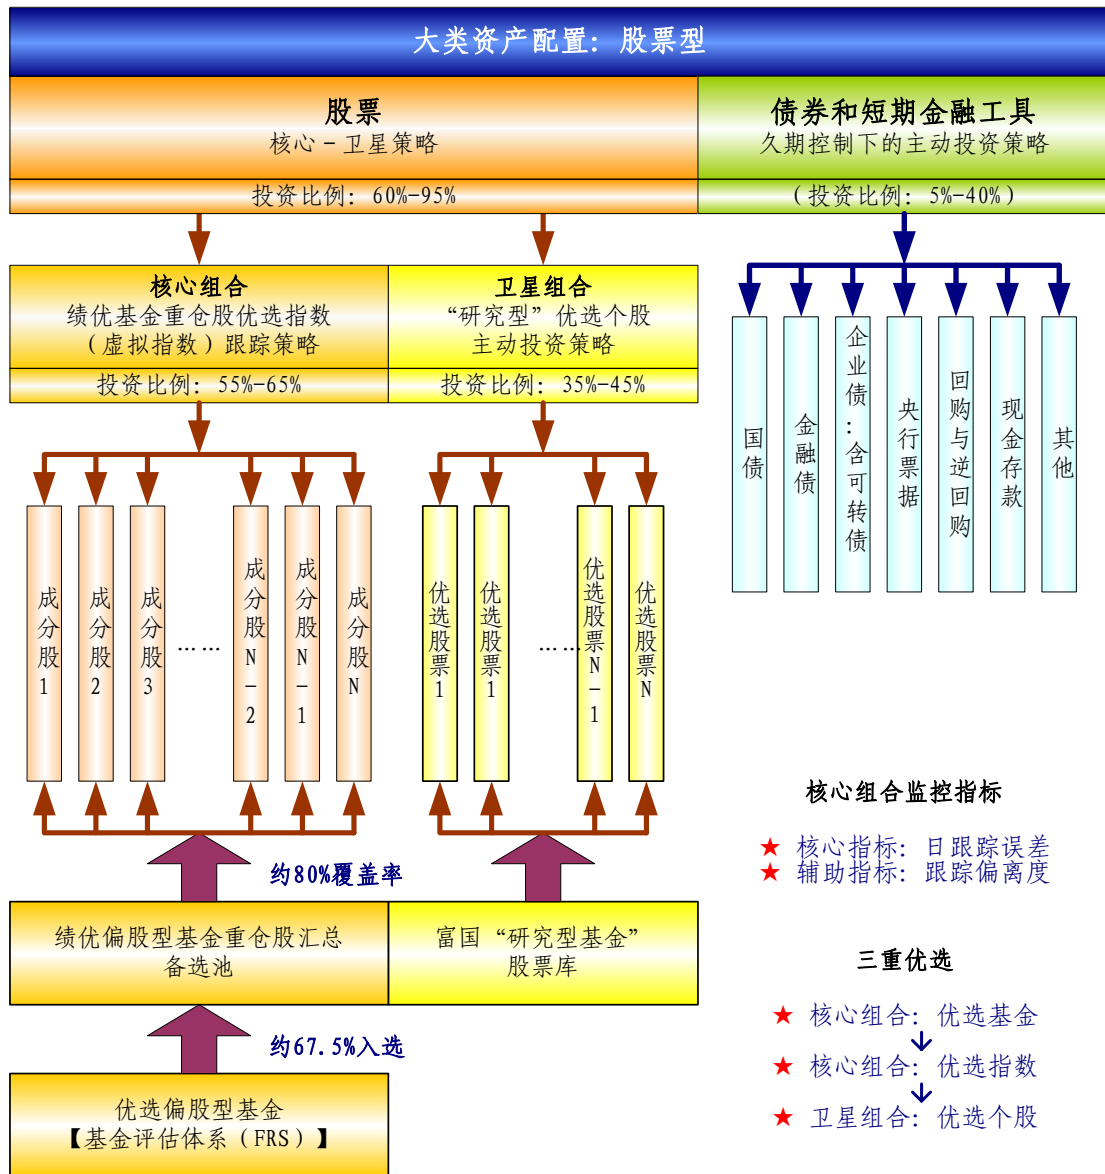 大类资产配置：股票型
股票
核心－卫星策略
投资比例：60%-95%
债券和短期金融工具
久期控制下的主动投资策略
（投资比例：5%-40%）
核心组合
绩优基金重仓股优选指数
（虚拟指数）跟踪策略
投资比例：55%-65%
卫星组合
“研究型”优选个股
主动投资策略
投资比例：35%-45%
国债
金融债
企业债：含可转债
央行票据
回购与逆回购
现金存款
其他
成分股1
成分股2
成分股3
……
成分股N-2
成分股N-1
成分股N
优选股票1
优选股票1
……
优选股票N-1
优选股票N
约80%覆盖率
绩优偏股型基金重仓股汇总
备选池
富国“研究型基金”
股票库
约67.5%入选
优选偏股型基金
【基金评估体系（FRS）】
核心组合监控指标
★ 核心指标：日跟踪误差
★ 辅助指标：跟踪偏离度
三重优选
★ 核心组合：优选基金
★ 核心组合：优选指数
★ 卫星组合：优选个股